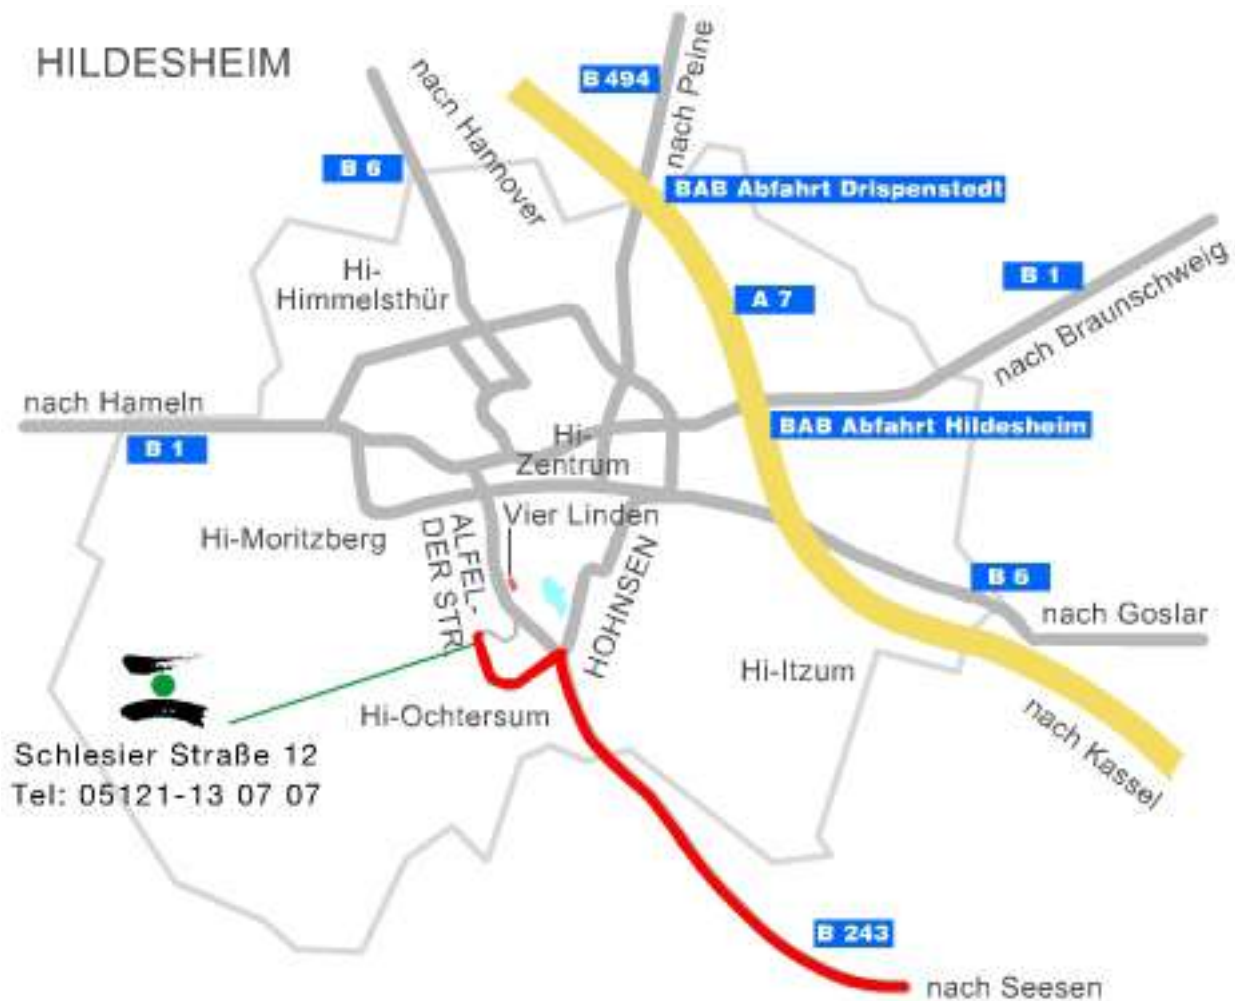 HILDESHEIM
B 494
nach Peine
nacn Hannover
B 6
BAB Abfahrt Drispenstedt
Hi-
Himmelsthür
A 7
B 1
nach Braunschweig
nach Hameln
B 1
BAB Abfahrt Hildesheim
Hi-
Zentrum
Vier Linden
Hi-Moritzberg
ALFEL-
DER STR.
HOHNSEN
B 6
nach Goslar
Hi-Itzum
Hi-Ochtersum
nach Kassel
Schlesier Straße 12
Tel: 05121-13 07 07
B 243
nach Seesen